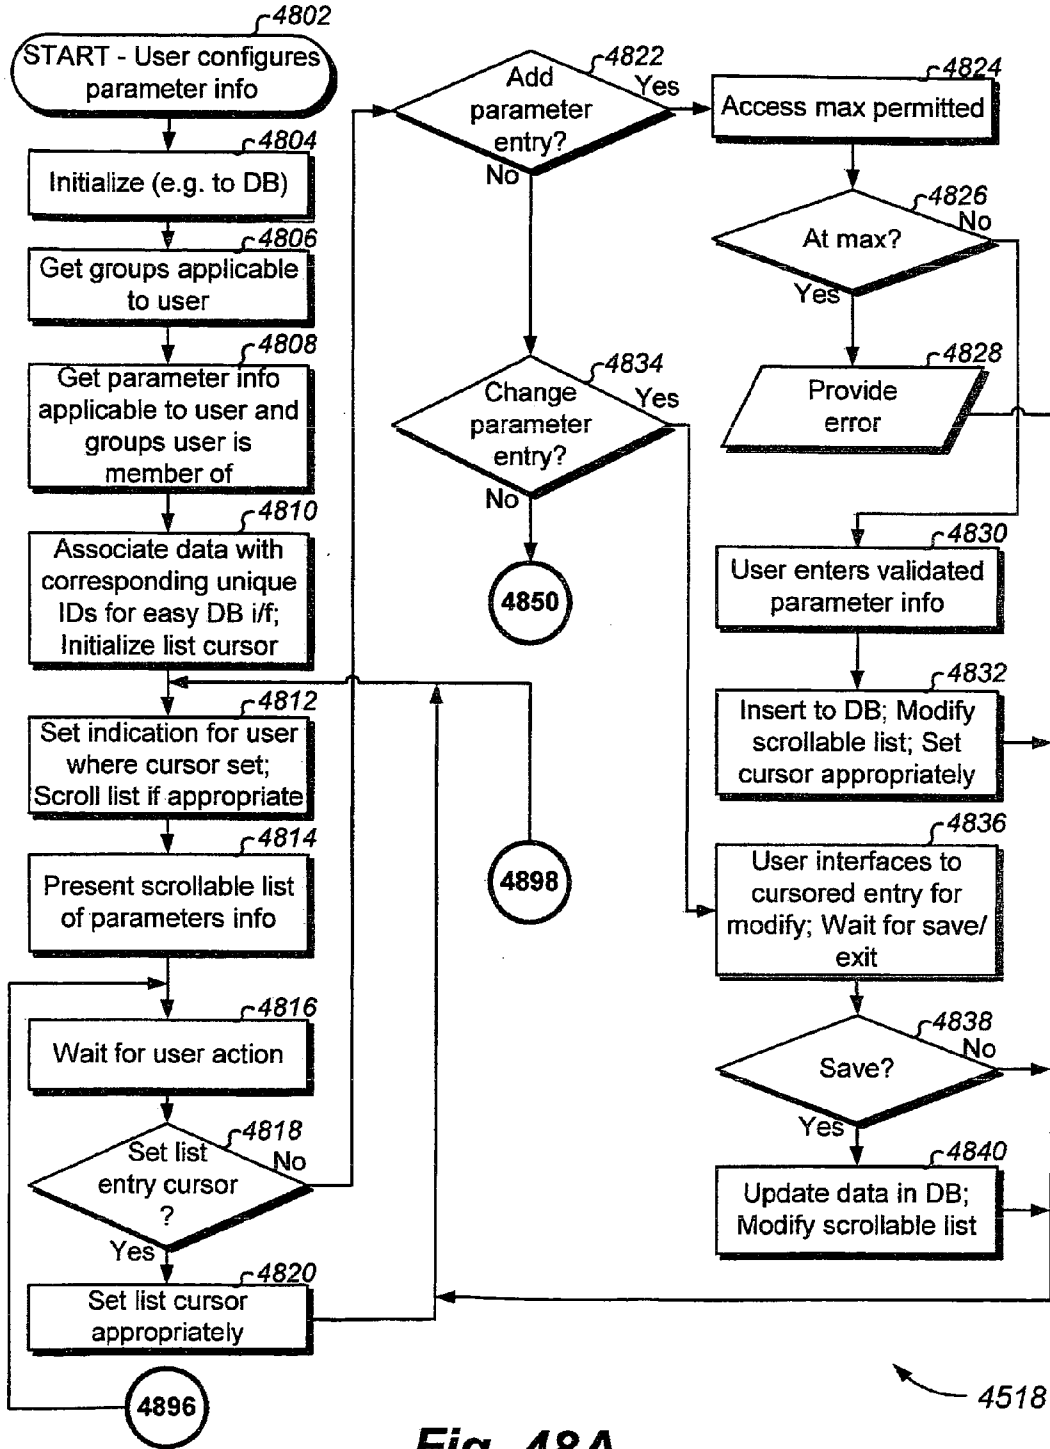 4802
START - User configures
parameter info
4804
Initialize (e.g. to DB)
4806
Get groups applicable
to user
4808
Get parameter info
applicable to user and
groups user is
member of
4810
Associate data with
corresponding unique
IDs for easy DB i/f;
Initialize list cursor
4812
Set indication for user
where cursor set;
Scroll list if appropriate
4814
Present scrollable list
of parameters info
4816
Wait for user action
4818
Set list
entry cursor
?
No
Yes
4820
Set list cursor
appropriately
4896
4822
Add
parameter
entry?
Yes
No
4834
Change
parameter
entry?
Yes
No
4850
4898
4824
Access max permitted
4826
At max?
No
Yes
4828
Provide
error
4830
User enters validated
parameter info
4832
Insert to DB; Modify
scrollable list; Set
cursor appropriately
4836
User interfaces to
cursored entry for
modify; Wait for save/
exit
4838
Save?
No
Yes
4840
Update data in DB;
Modify scrollable list
4518
Fig. 48A